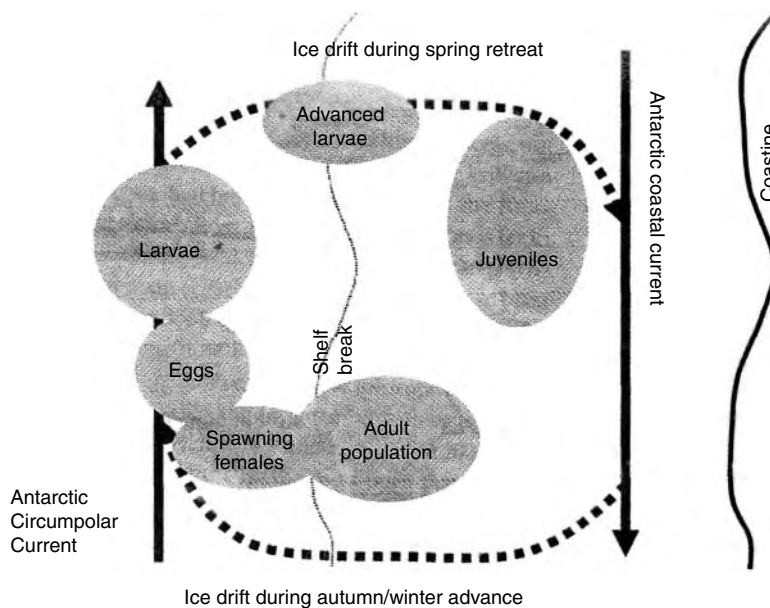 Ice drift during spring retreat
Advanced
larvae
Antarctic coastal current
Coastine
Larvae
Juveniles
Shelf
break
Eggs
Spawning
females
Adult
population
Antarctic
Circumpolar
Current
Ice drift during autumn/winter advance